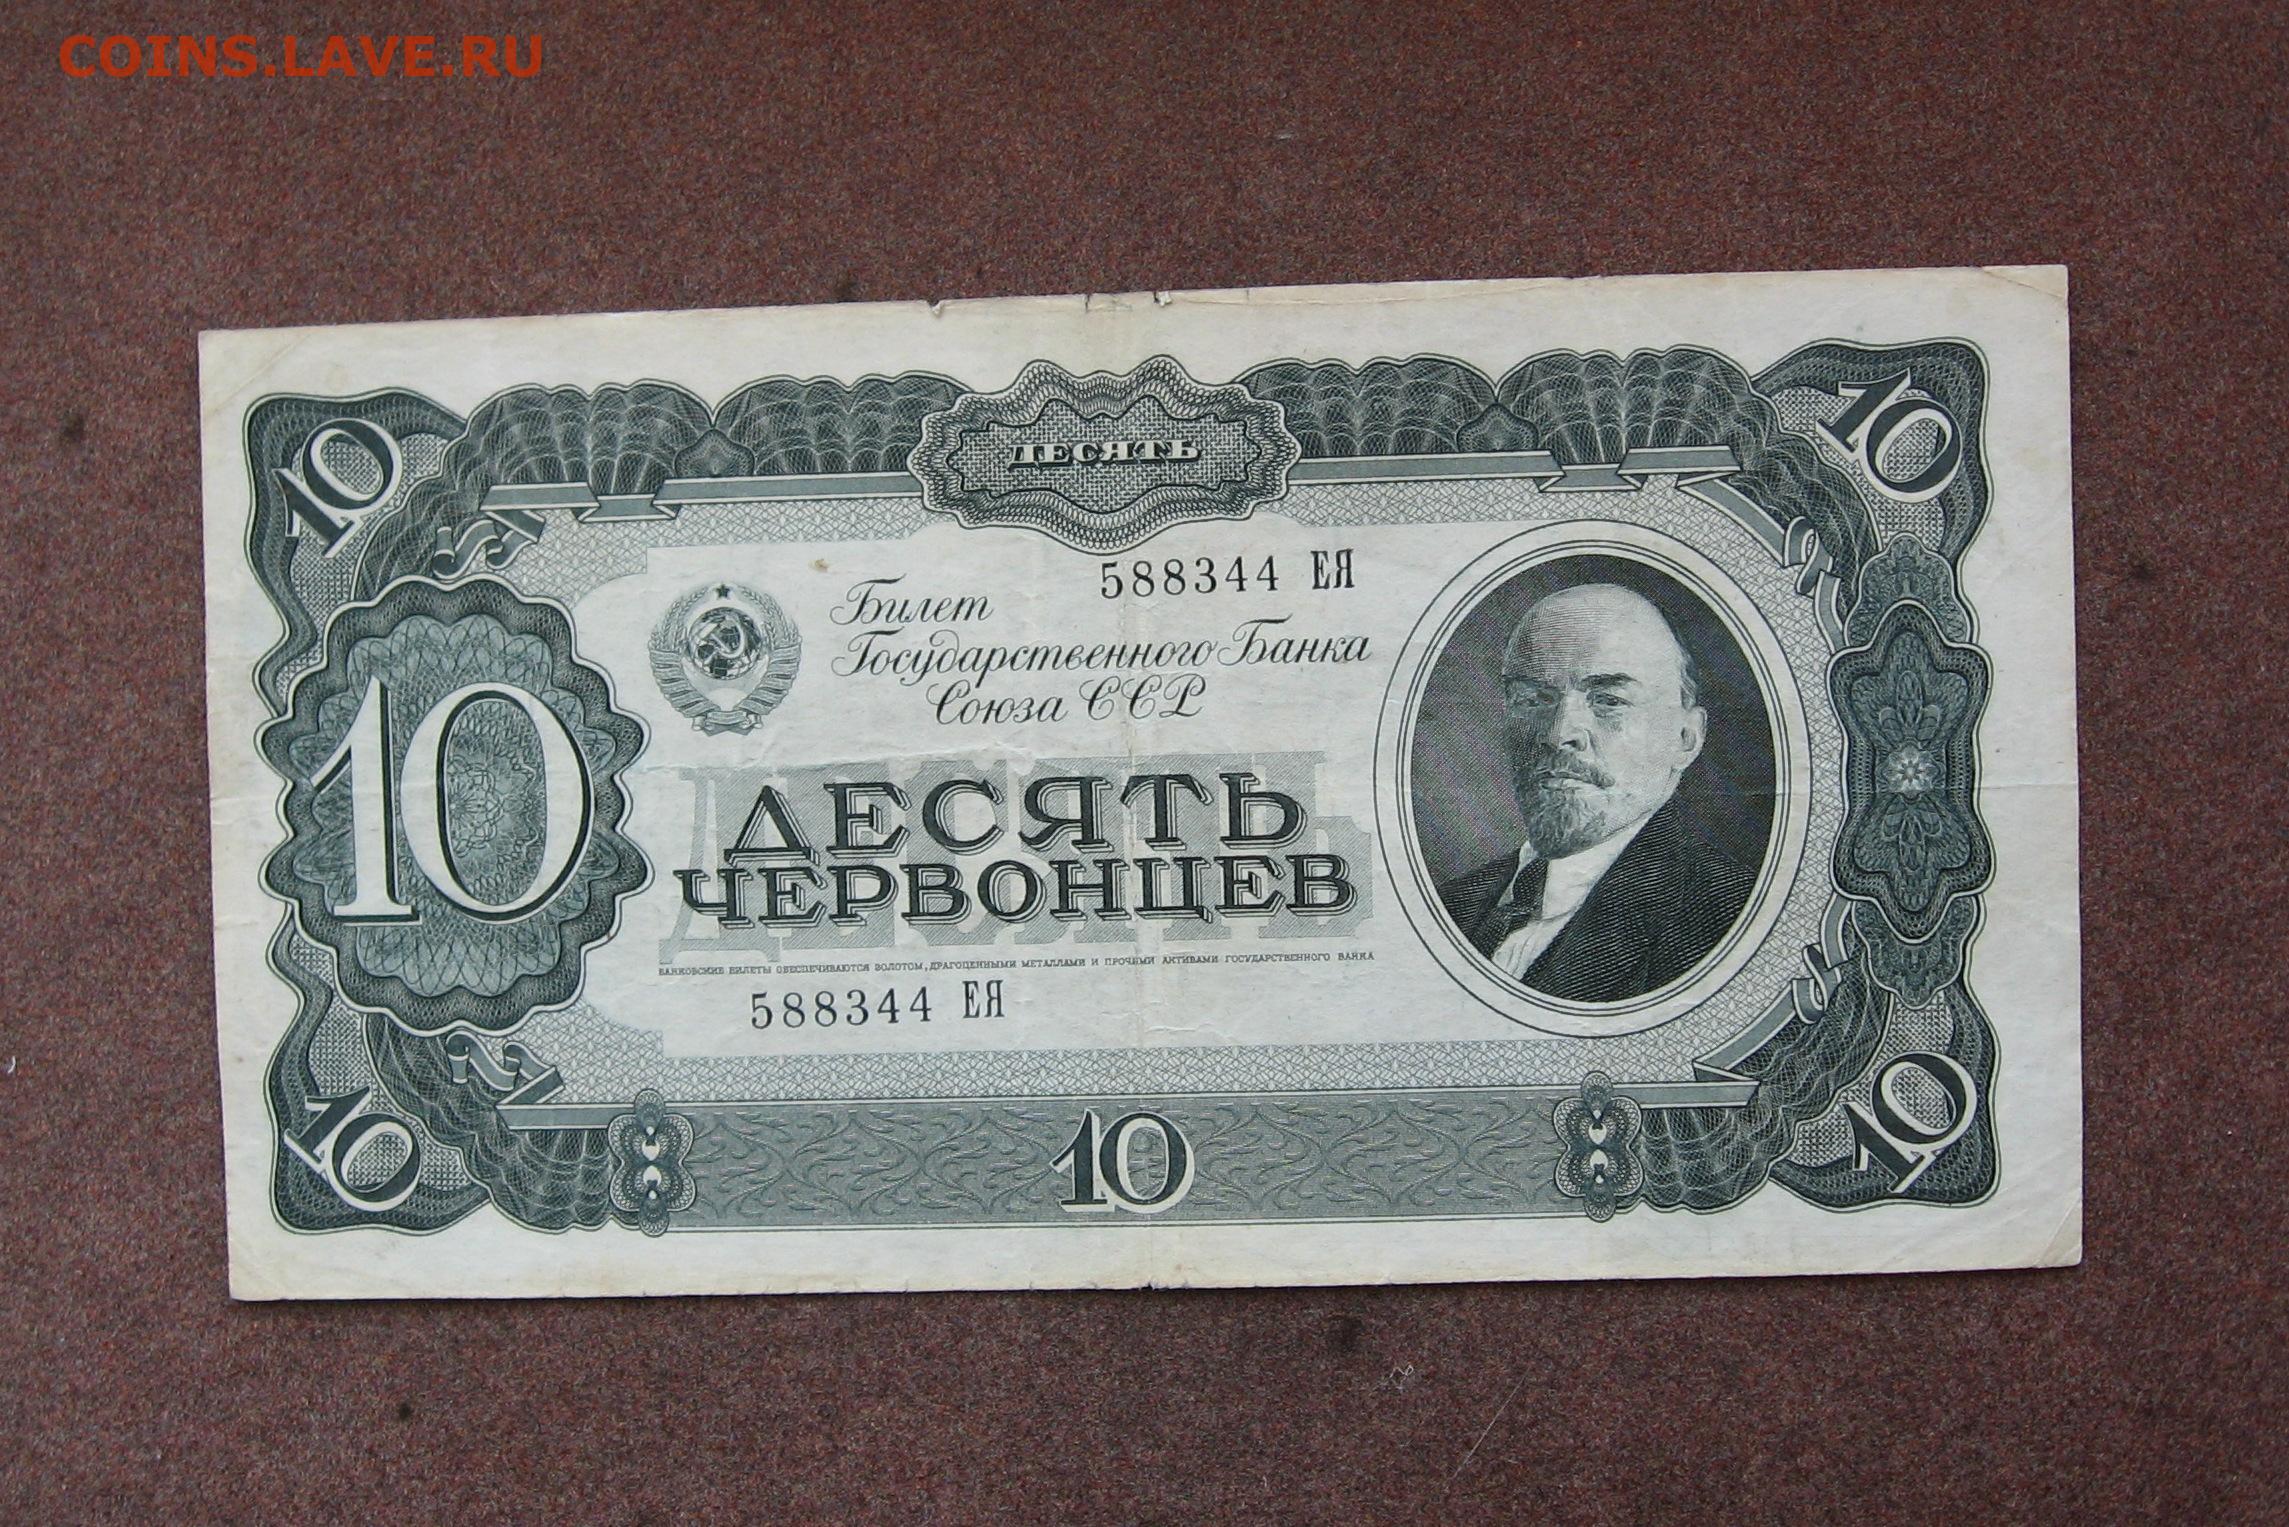 COINS.LAVE.RU
10 ДЕСЯТЬ 10
588344 ЕЯ
Билет
Государственного Банка
Союза ССР
10
ДЕСЯТЬ
ДЕСЯТЬ
ЧЕРВОНЦЕВ
БАНКОВСКИЕ БИЛЕТЫ ОБЕСПЕЧИВАЮТСЯ ЗОЛОТОМ, ДРАГОЦЕННЫМИ МЕТАЛЛАМИ И ПРОЧИМИ АКТИВАМИ ГОСУДАРСТВЕННОГО БАНКА
588344 ЕЯ
10 10 10